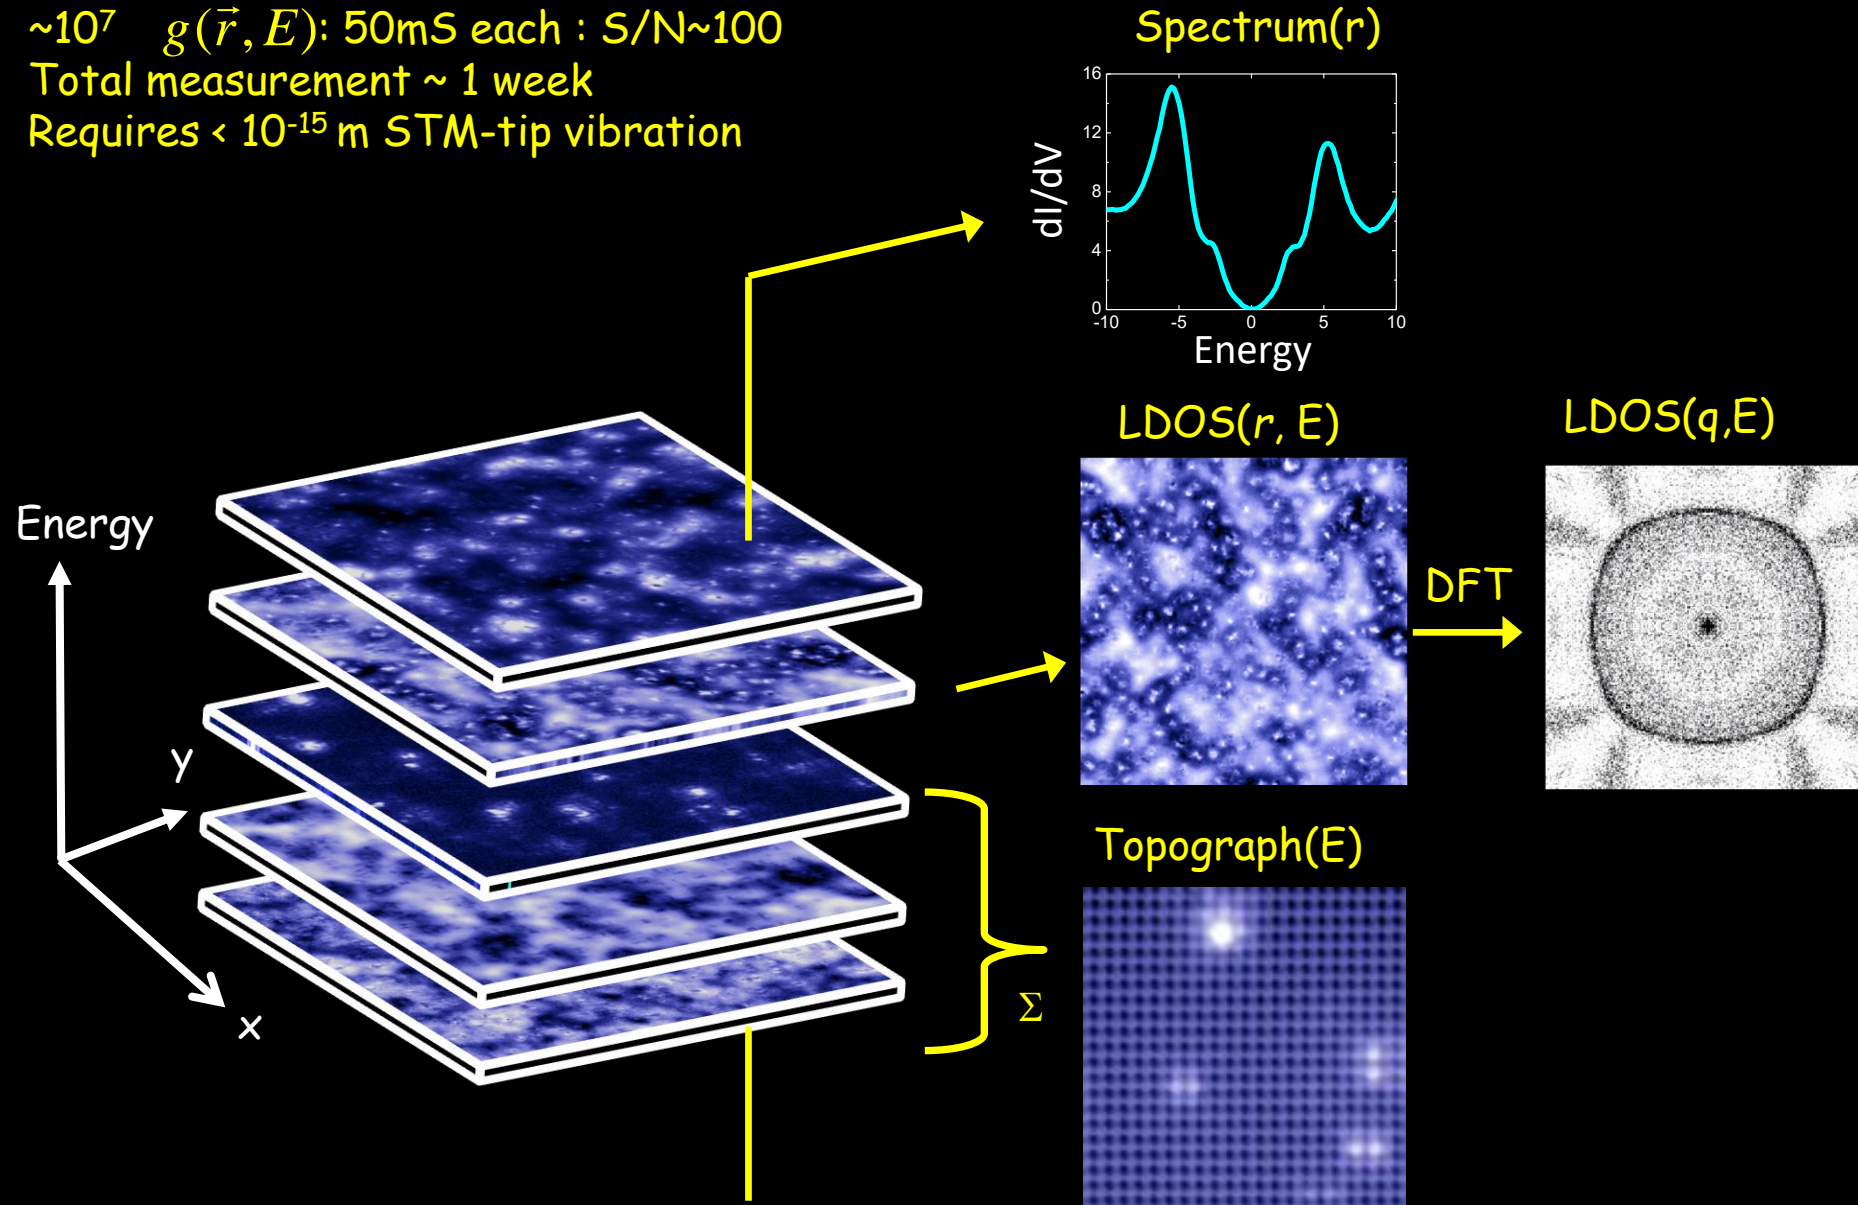 ~10⁷ g(r⃗, E): 50mS each : S/N~100
Total measurement ~ 1 week
Requires < 10⁻¹⁵ m STM-tip vibration
Spectrum(r)
16
12
8
4
0
dI/dV
-10 -5 0 5 10
Energy
LDOS(r, E)
LDOS(q,E)
DFT
Energy
y
x
Topograph(E)
Σ